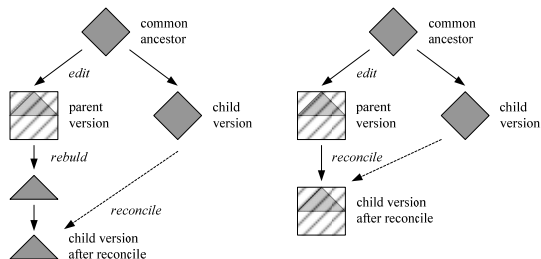 common
ancestor
edit
parent
version
child
version
rebuld
reconcile
child version
after reconcile
common
ancestor
edit
parent
version
child
version
reconcile
child version
after reconcile